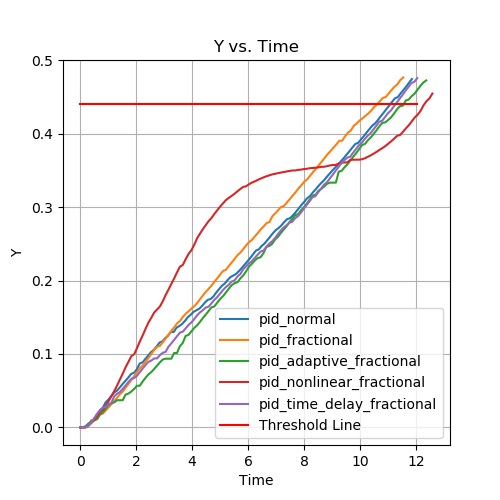 Y vs. Time
0.5
0.4
0.3
0.2
0.1
0.0
Y
pid_normal
pid_fractional
pid_adaptive_fractional
pid_nonlinear_fractional
pid_time_delay_fractional
Threshold Line
0 2 4 6 8 10 12
Time